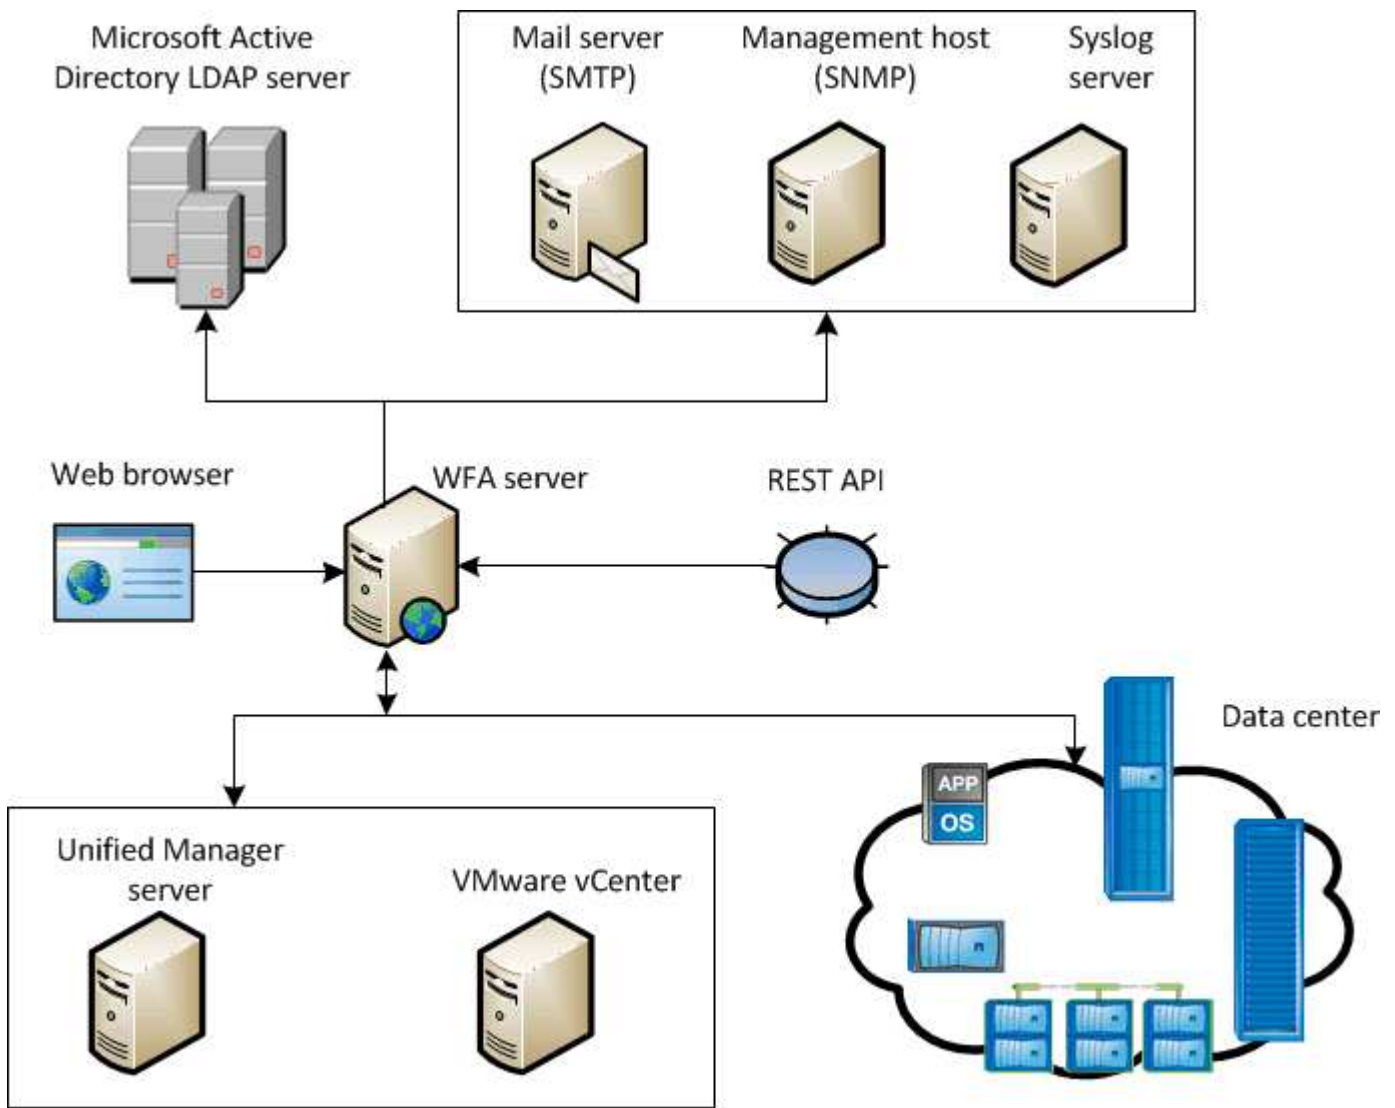 Microsoft Active
Directory LDAP server
Mail server
(SMTP)
Management host
(SNMP)
Syslog
server
Web browser
WFA server
REST API
Data center
APP
OS
Unified Manager
server
VMware vCenter